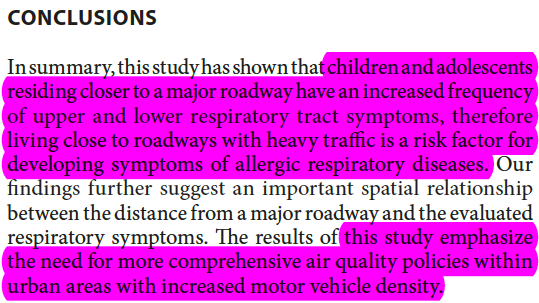 CONCLUSIONS
In summary, this study has shown that children and adolescents
residing closer to a major roadway have an increased frequency
of upper and lower respiratory tract symptoms, therefore
living close to roadways with heavy traffic is a risk factor for
developing symptoms of allergic respiratory diseases. Our
findings further suggest an important spatial relationship
between the distance from a major roadway and the evaluated
respiratory symptoms. The results of this study emphasize
the need for more comprehensive air quality policies within
urban areas with increased motor vehicle density.